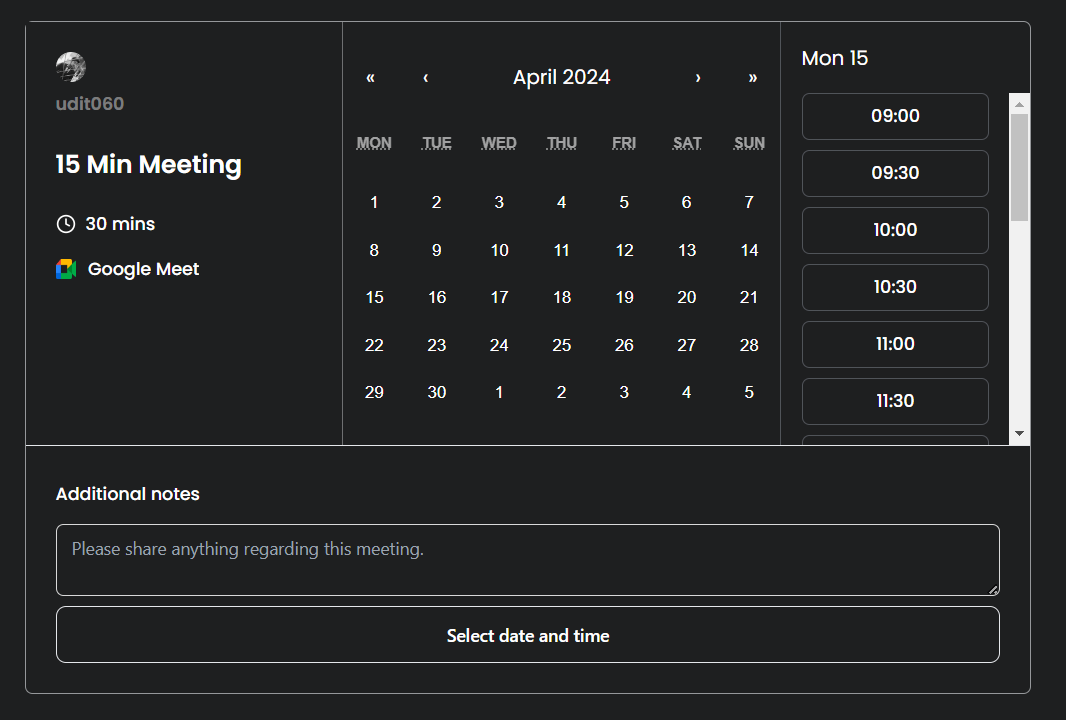 udit060
15 Min Meeting
30 mins
Google Meet
« ‹ April 2024 › »
MON TUE WED THU FRI SAT SUN
1 2 3 4 5 6 7
8 9 10 11 12 13 14
15 16 17 18 19 20 21
22 23 24 25 26 27 28
29 30 1 2 3 4 5
Mon 15
09:00
09:30
10:00
10:30
11:00
11:30
Additional notes
Please share anything regarding this meeting.
Select date and time